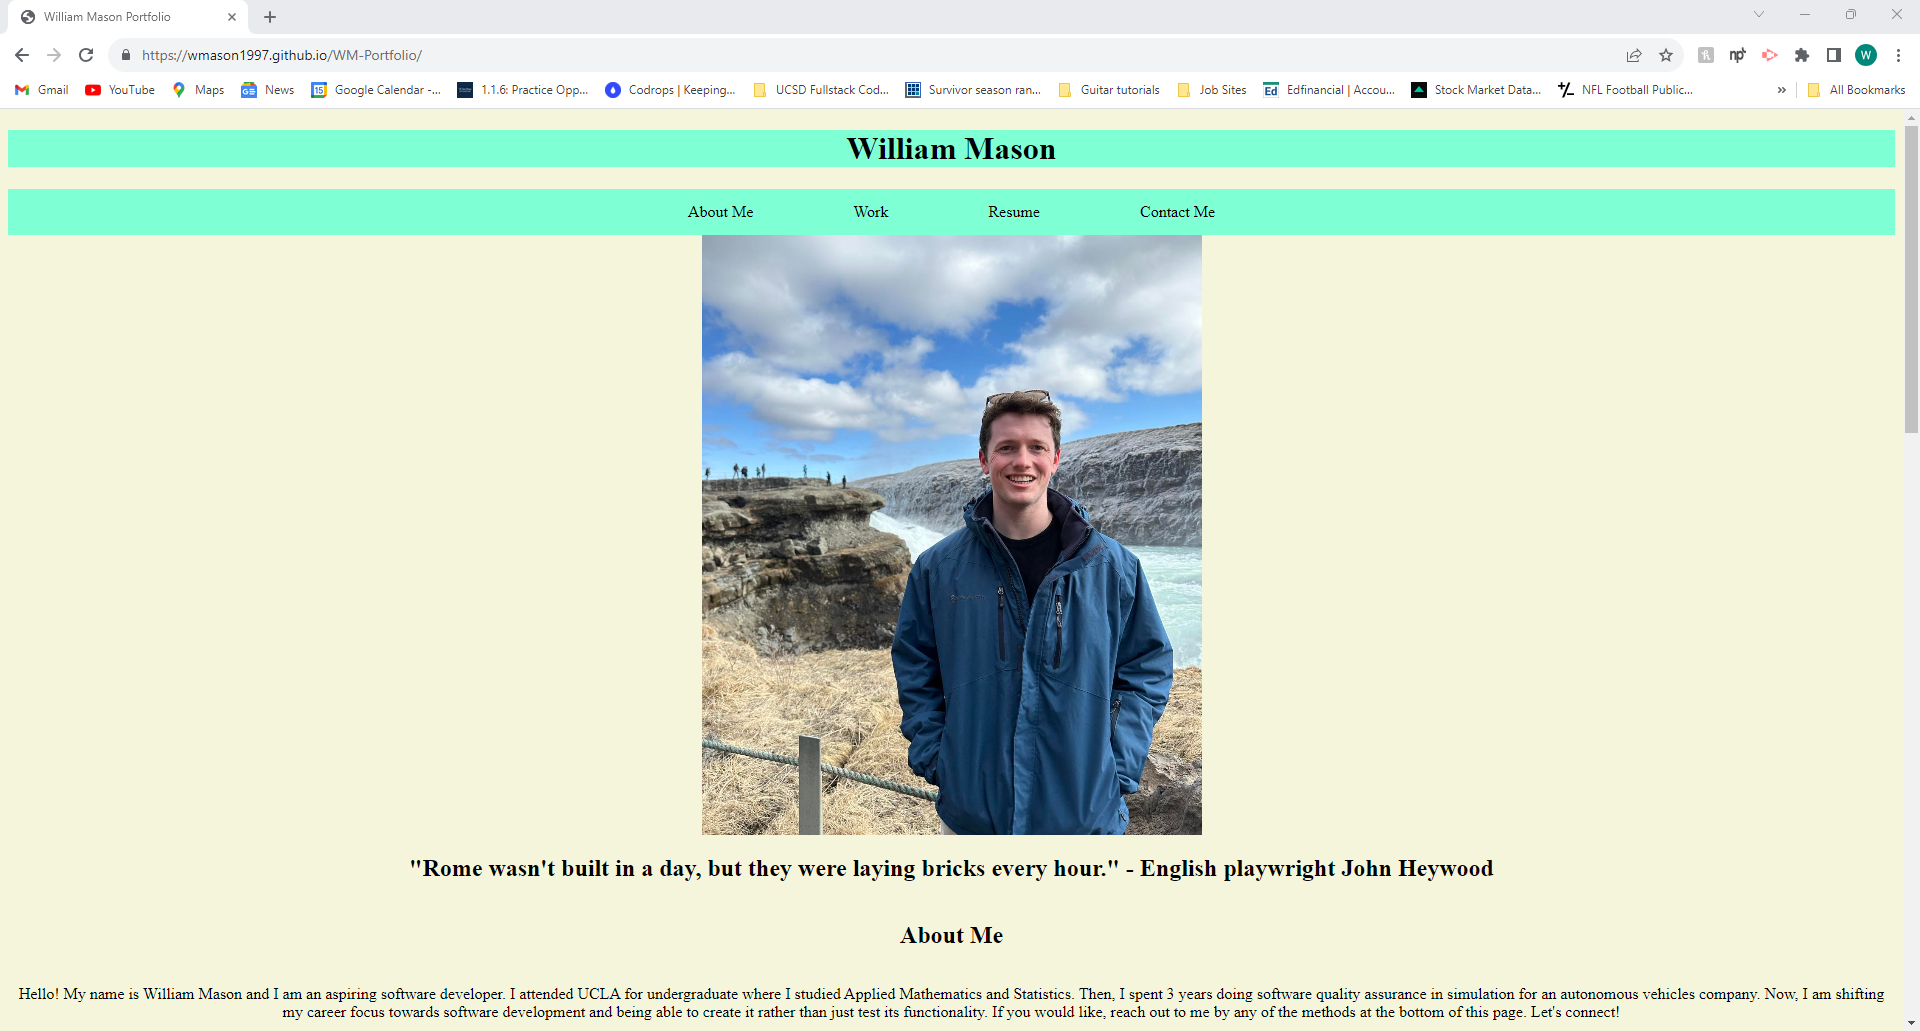 William Mason Portfolio
https://wmason1997.github.io/WM-Portfolio/
W
Gmail YouTube Maps News Google Calendar -... 1.1.6: Practice Opp... Codrops | Keeping... UCSD Fullstack Cod... Survivor season ran... Guitar tutorials Job Sites Edfinancial | Accou... Stock Market Data... NFL Football Public... » All Bookmarks
William Mason
About Me Work Resume Contact Me
"Rome wasn't built in a day, but they were laying bricks every hour." - English playwright John Heywood
About Me
Hello! My name is William Mason and I am an aspiring software developer. I attended UCLA for undergraduate where I studied Applied Mathematics and Statistics. Then, I spent 3 years doing software quality assurance in simulation for an autonomous vehicles company. Now, I am shifting
my career focus towards software development and being able to create it rather than just test its functionality. If you would like, reach out to me by any of the methods at the bottom of this page. Let's connect!